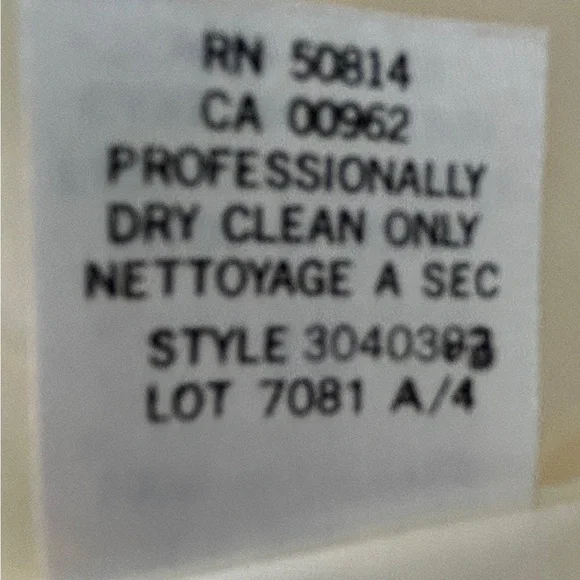 RN 50814
CA 00962
PROFESSIONALLY
DRY CLEAN ONLY
NETTOYAGE A SEC
STYLE
LOT 7081 A/4